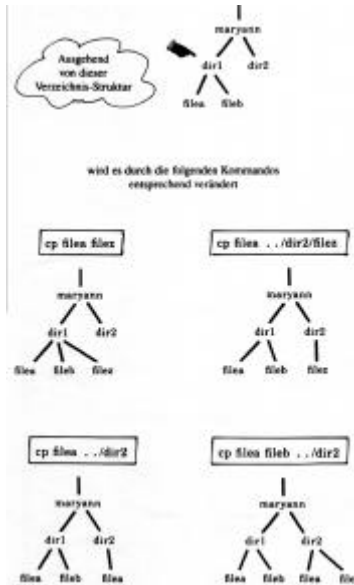 maryann
Ausgehend
von dieser
Verzeichnis-Struktur
dir1 dir2
filea fileb
wird es durch die folgenden Kommandos
entsprechend verändert
cp filea filez
maryann
dir1 dir2
filea fileb filez
cp filea ../dir2/filez
maryann
dir1 dir2
filea fileb filez
cp filea ../dir2
maryann
dir1 dir2
filea fileb filea
cp filea fileb ../dir2
maryann
dir1 dir2
filea fileb filea